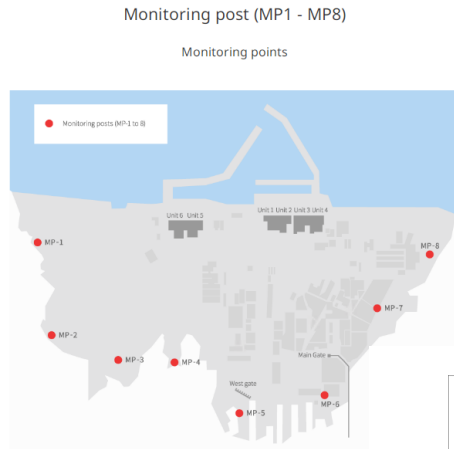 Monitoring post (MP1 - MP8)
Monitoring points
Monitoring posts (MP-1 to 8)
Unit 6 Unit 5
Unit 1 Unit 2 Unit 3 Unit 4
MP-1
MP-8
MP-7
MP-2
Main Gate
MP-3
MP-4
West gate
MP-6
MP-5